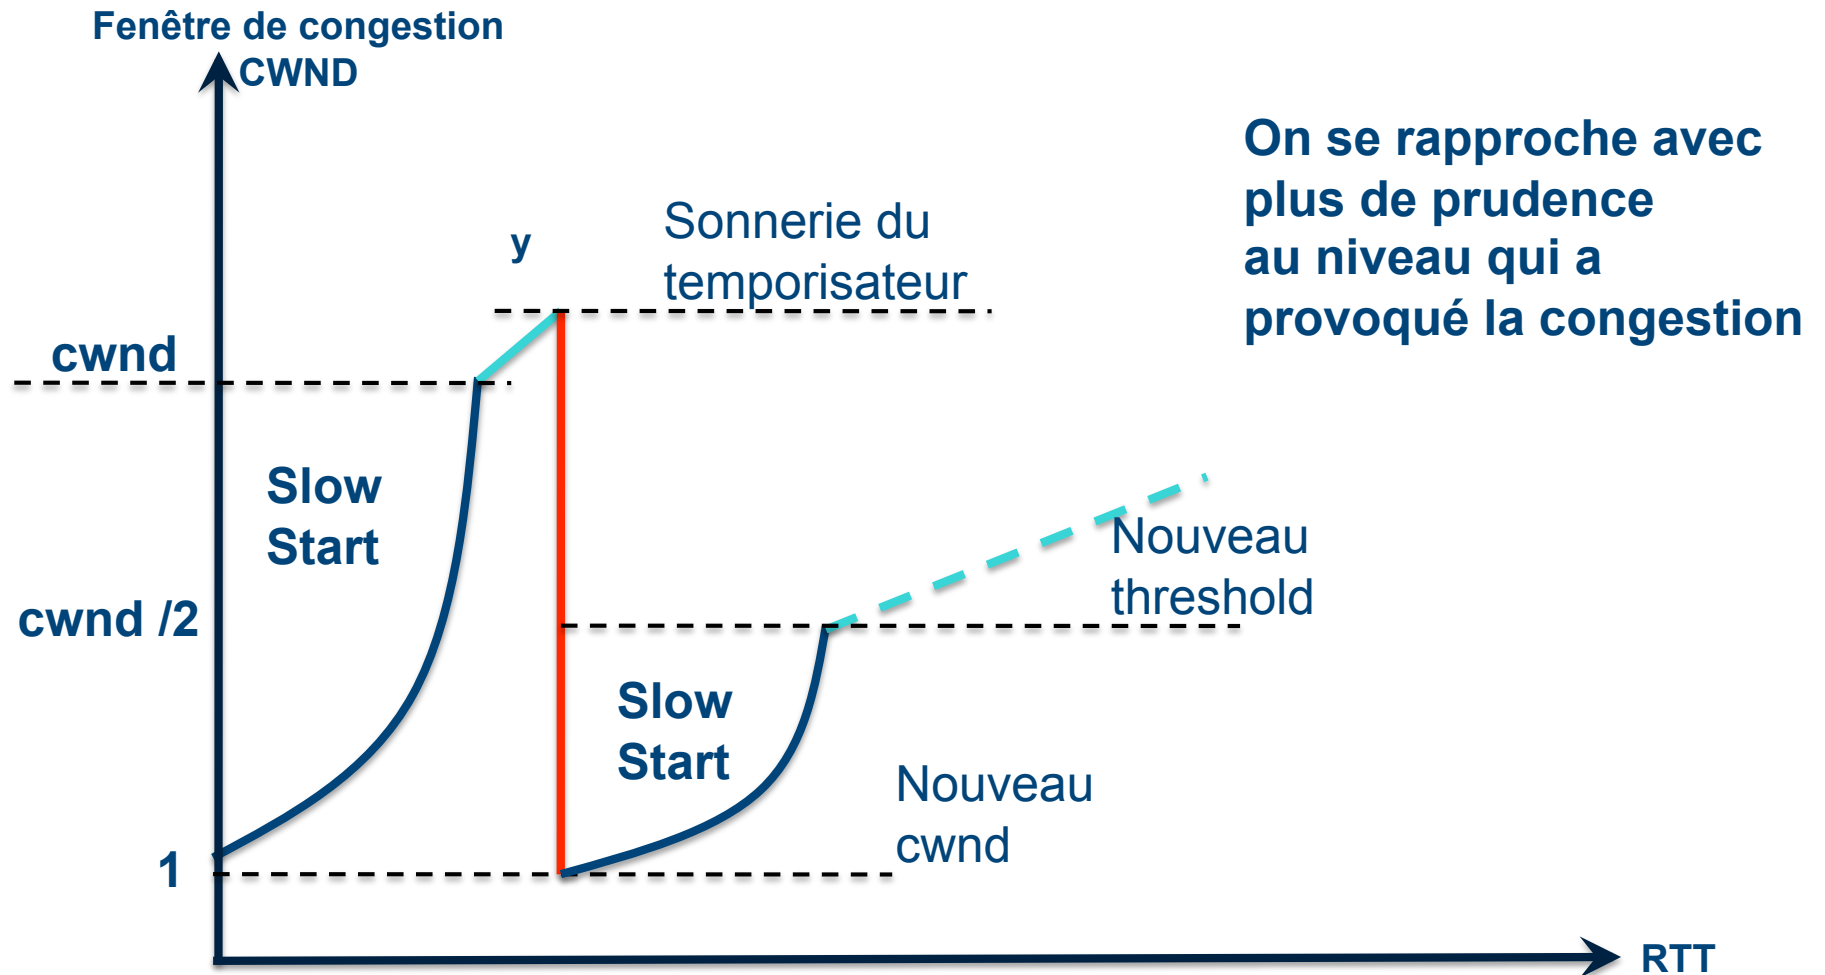 Fenêtre de congestion
CWND
On se rapproche avec
plus de prudence
au niveau qui a
provoqué la congestion
Sonnerie du
temporisateur
y
cwnd
Slow
Start
Nouveau
threshold
cwnd /2
Slow
Start
Nouveau
cwnd
1
RTT